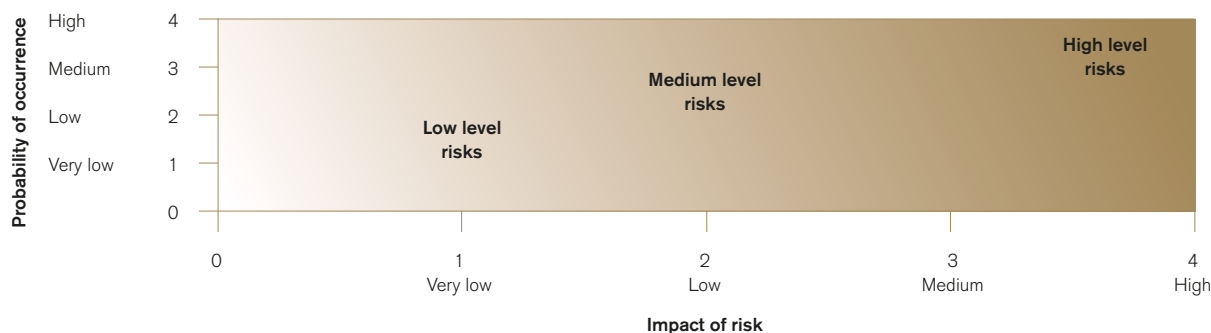 Probability of occurrence
High 4
Medium 3
Low 2
Very low 1
0
High level
risks
Medium level
risks
Low level
risks
0 1 2 3 4
Very low Low Medium High
Impact of risk